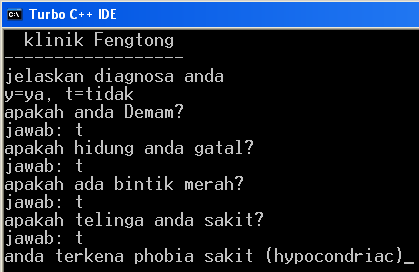 Turbo C++ IDE
klinik Fengtong
------------------
jelaskan diagnosa anda
y=ya, t=tidak
apakah anda Demam?
jawab: t
apakah hidung anda gatal?
jawab: t
apakah ada bintik merah?
jawab: t
apakah telinga anda sakit?
jawab: t
anda terkena phobia sakit (hypocondriac)_